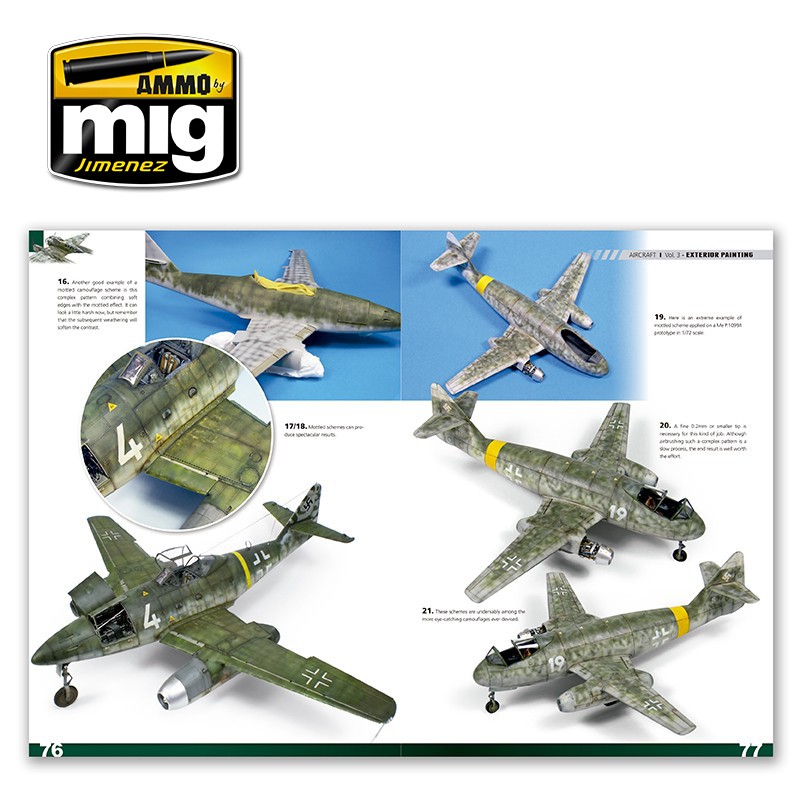 AMMO by
mig
Jimenez
16. Another good example of a
mottled camouflage scheme is this
complex pattern combining soft
edges with the mottled effect. It can
look a little harsh now, but remember
that the subsequent weathering will
soften the contrast.
4
17/18. Mottled schemes can pro-
duce spectacular results.
4
76
AIRCRAFT | Vol. 3 - EXTERIOR PAINTING
19. Here is an extreme example of
mottled scheme applied on a Me P.1099A
prototype in 1/72 scale.
20. A fine 0.2mm or smaller tip is
necessary for this kind of job. Although
airbrushing such a complex pattern is a
slow process, the end result is well worth
the effort.
19
21. These schemes are undeniably among the
more eye-catching camouflages ever devised.
19
77